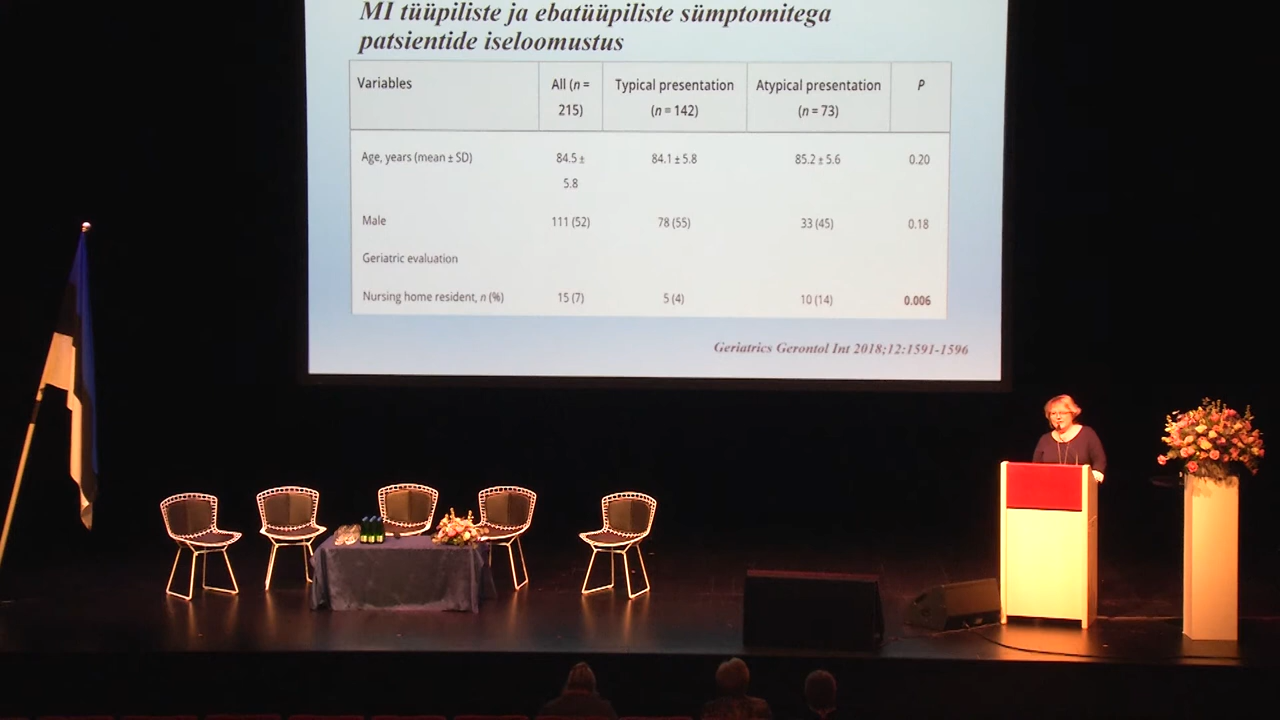 MI tüüpiliste ja ebatüüpiliste sümptomitega
patsientide iseloomustus
Variables All (n = 215) Typical presentation (n = 142) Atypical presentation (n = 73) P
Age, years (mean ± SD) 84.5 ± 5.8 84.1 ± 5.8 85.2 ± 5.6 0.20
Male 111 (52) 78 (55) 33 (45) 0.18
Geriatric evaluation
Nursing home resident, n (%) 15 (7) 5 (4) 10 (14) 0.006
Geriatrics Gerontol Int 2018;12:1591-1596